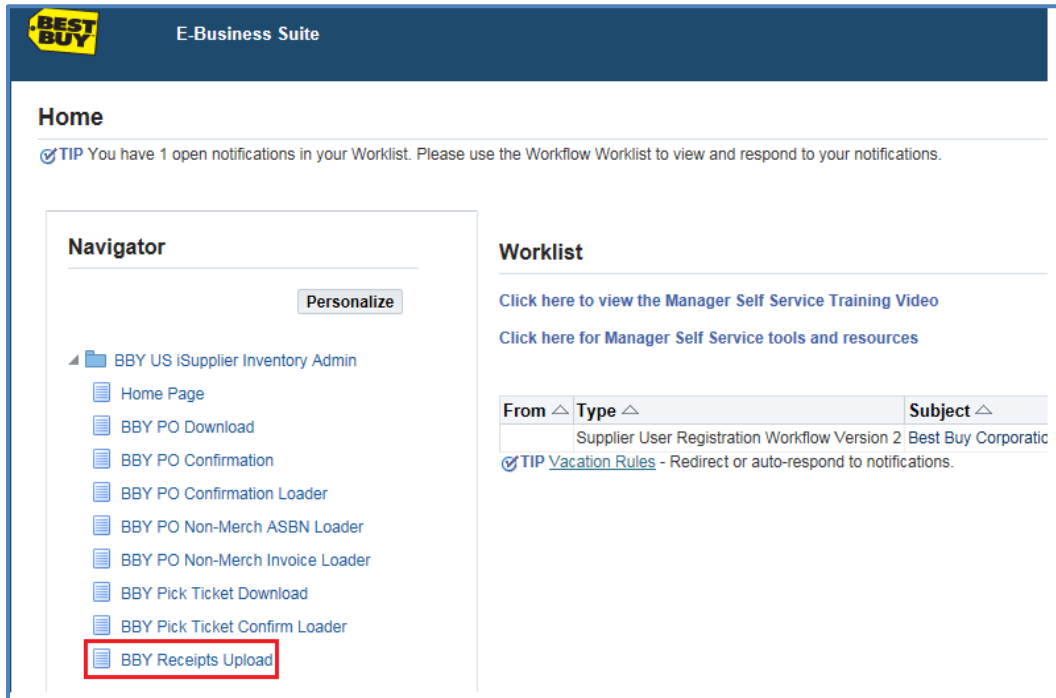 BEST
BUY
E-Business Suite
Home
TIP You have 1 open notifications in your Worklist. Please use the Workflow Worklist to view and respond to your notifications.
Navigator
Personalize
BBY US iSupplier Inventory Admin
Home Page
BBY PO Download
BBY PO Confirmation
BBY PO Confirmation Loader
BBY PO Non-Merch ASBN Loader
BBY PO Non-Merch Invoice Loader
BBY Pick Ticket Download
BBY Pick Ticket Confirm Loader
BBY Receipts Upload
Worklist
Click here to view the Manager Self Service Training Video
Click here for Manager Self Service tools and resources
From Type Subject
Supplier User Registration Workflow Version 2 Best Buy Corporatio
TIP Vacation Rules - Redirect or auto-respond to notifications.